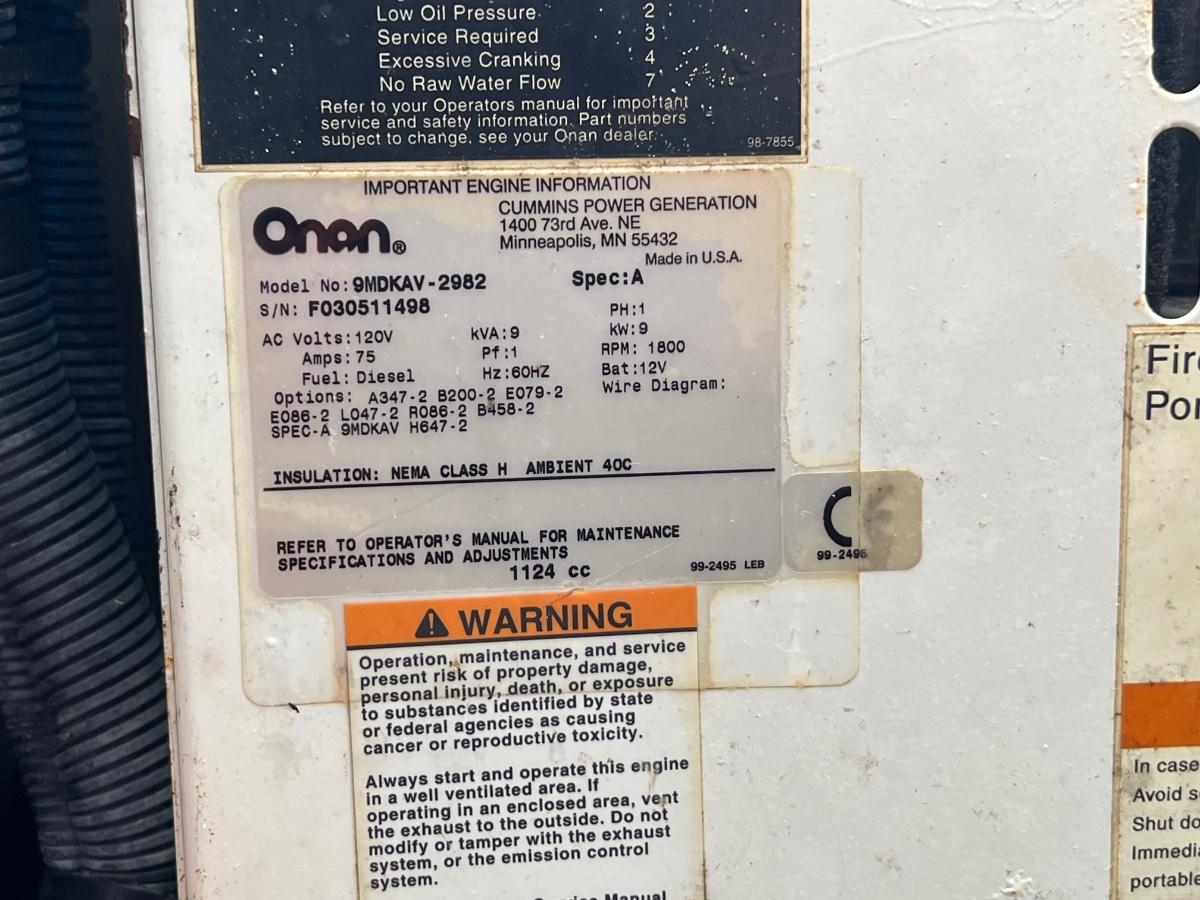 Low Oil Pressure 2
Service Required 3
Excessive Cranking 4
No Raw Water Flow 7
Refer to your Operators manual for important
service and safety information. Part numbers
subject to change, see your Onan dealer.
98-7855
IMPORTANT ENGINE INFORMATION
Onan®
CUMMINS POWER GENERATION
1400 73rd Ave. NE
Minneapolis, MN 55432
Made in U.S.A.
Model No: 9MDKAV-2982 Spec:A
S/N: F030511498 PH:1
AC Volts:120V kVA:9 kW:9
Amps:75 Pf:1 RPM: 1800
Fuel: Diesel Hz:60HZ Bat:12V
Options: A347-2 B200-2 E079-2 Wire Diagram:
E086-2 L047-2 R086-2 B458-2
SPEC-A 9MDKAV H647-2
INSULATION: NEMA CLASS H AMBIENT 40C
REFER TO OPERATOR'S MANUAL FOR MAINTENANCE
SPECIFICATIONS AND ADJUSTMENTS
1124 cc
99-2495 LEB
CE
99-2496
WARNING
Operation, maintenance, and service
present risk of property damage,
personal injury, death, or exposure
to substances identified by state
or federal agencies as causing
cancer or reproductive toxicity.
Always start and operate this engine
in a well ventilated area. If
operating in an enclosed area, vent
the exhaust to the outside. Do not
modify or tamper with the exhaust
system, or the emission control
system.
Service Manual
Fire
Por
In case
Avoid s
Shut do
Immedia
portable